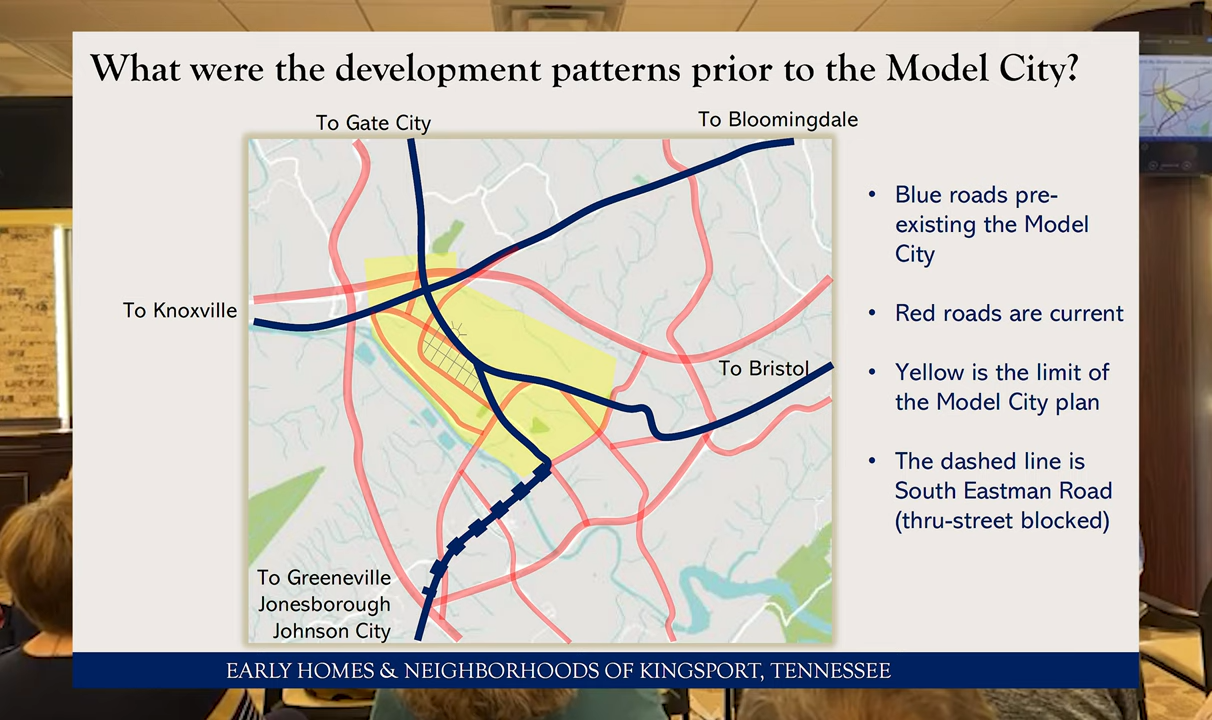 What were the development patterns prior to the Model City?
To Gate City
To Bloomingdale
To Knoxville
To Bristol
To Greeneville
Jonesborough
Johnson City
• Blue roads pre-
existing the Model
City
• Red roads are current
• Yellow is the limit of
the Model City plan
• The dashed line is
South Eastman Road
(thru-street blocked)
EARLY HOMES & NEIGHBORHOODS OF KINGSPORT, TENNESSEE